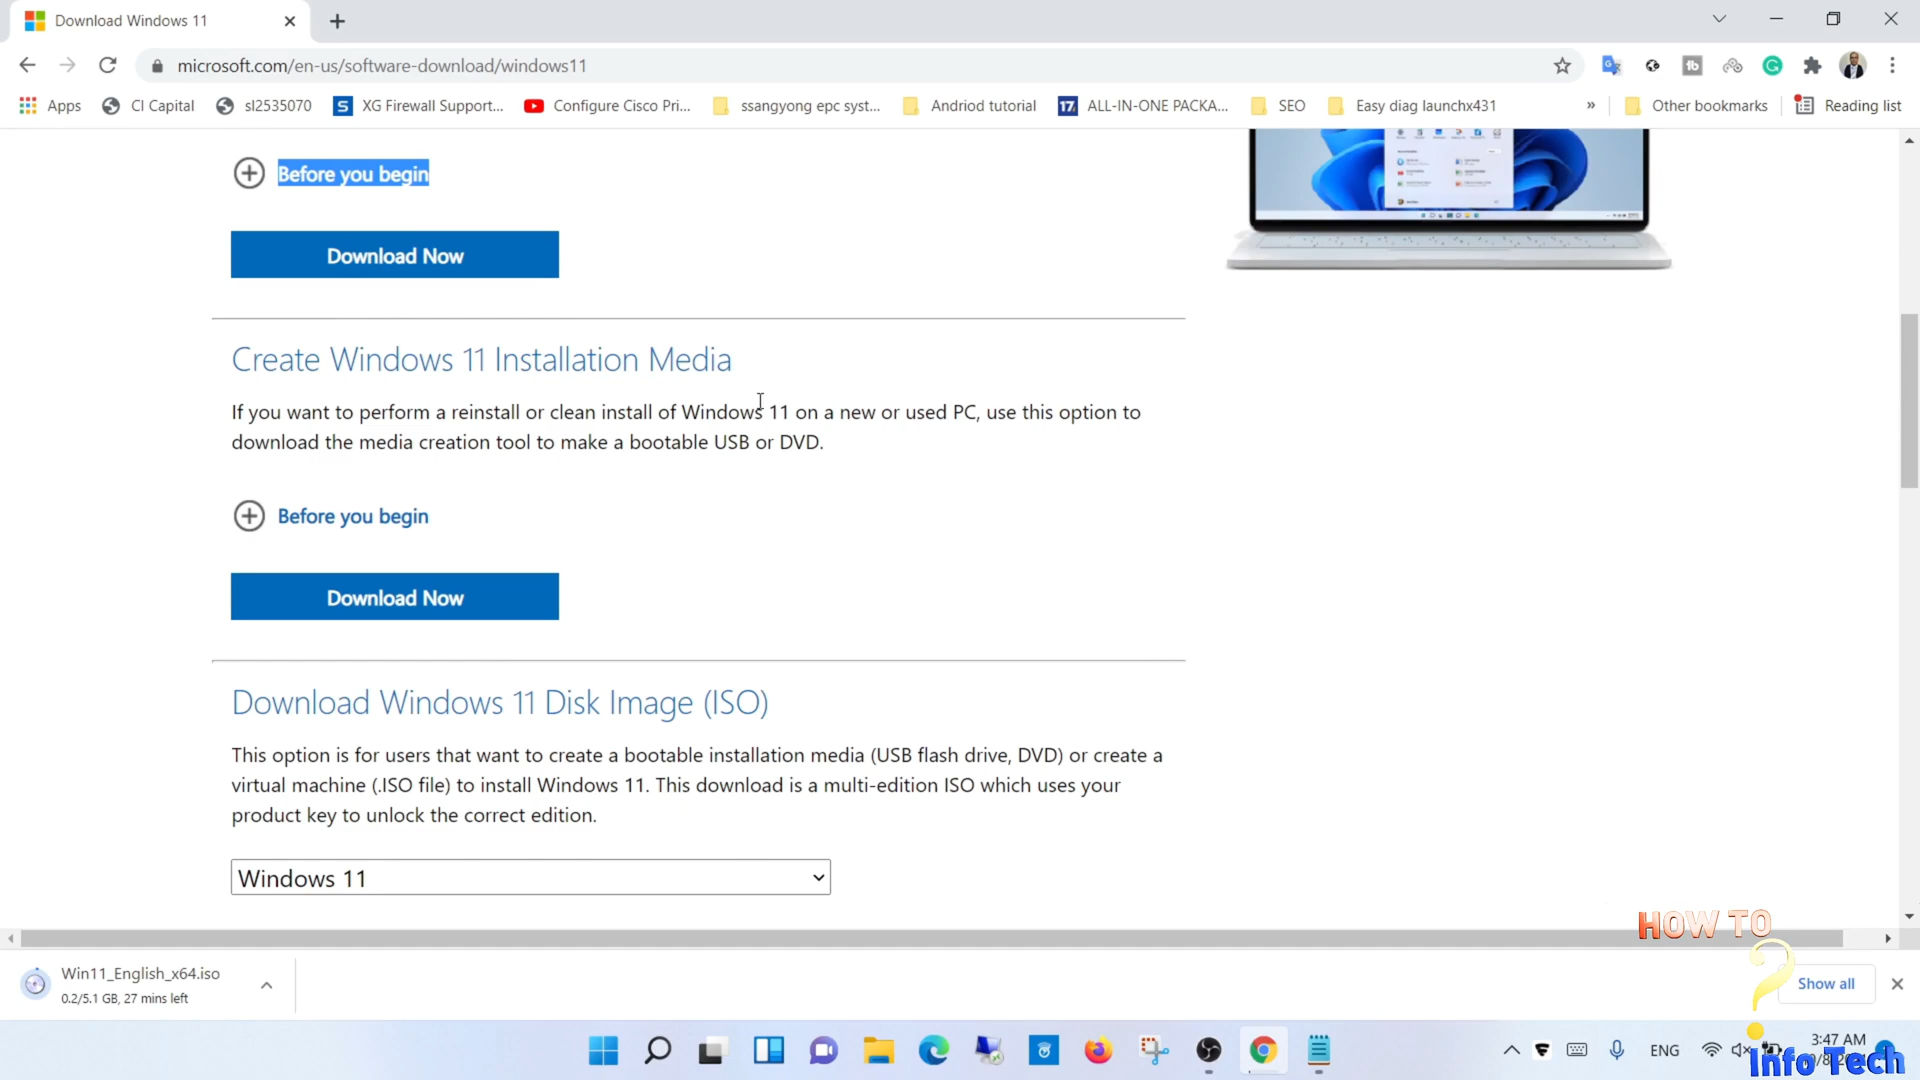 Download Windows 11
microsoft.com/en-us/software-download/windows11
Apps
CI Capital
sl2535070
XG Firewall Support...
Configure Cisco Pri...
ssangyong epc syst...
Andriod tutorial
ALL-IN-ONE PACKA...
SEO
Easy diag launchx431
»
Other bookmarks
Reading list
Before you begin
Download Now
Create Windows 11 Installation Media
If you want to perform a reinstall or clean install of Windows 11 on a new or used PC, use this option to
download the media creation tool to make a bootable USB or DVD.
Before you begin
Download Now
Download Windows 11 Disk Image (ISO)
This option is for users that want to create a bootable installation media (USB flash drive, DVD) or create a
virtual machine (.ISO file) to install Windows 11. This download is a multi-edition ISO which uses your
product key to unlock the correct edition.
Windows 11
HOW TO
?
Win11_English_x64.iso
0.2/5.1 GB, 27 mins left
Show all
ENG
3:47 AM
Info Tech